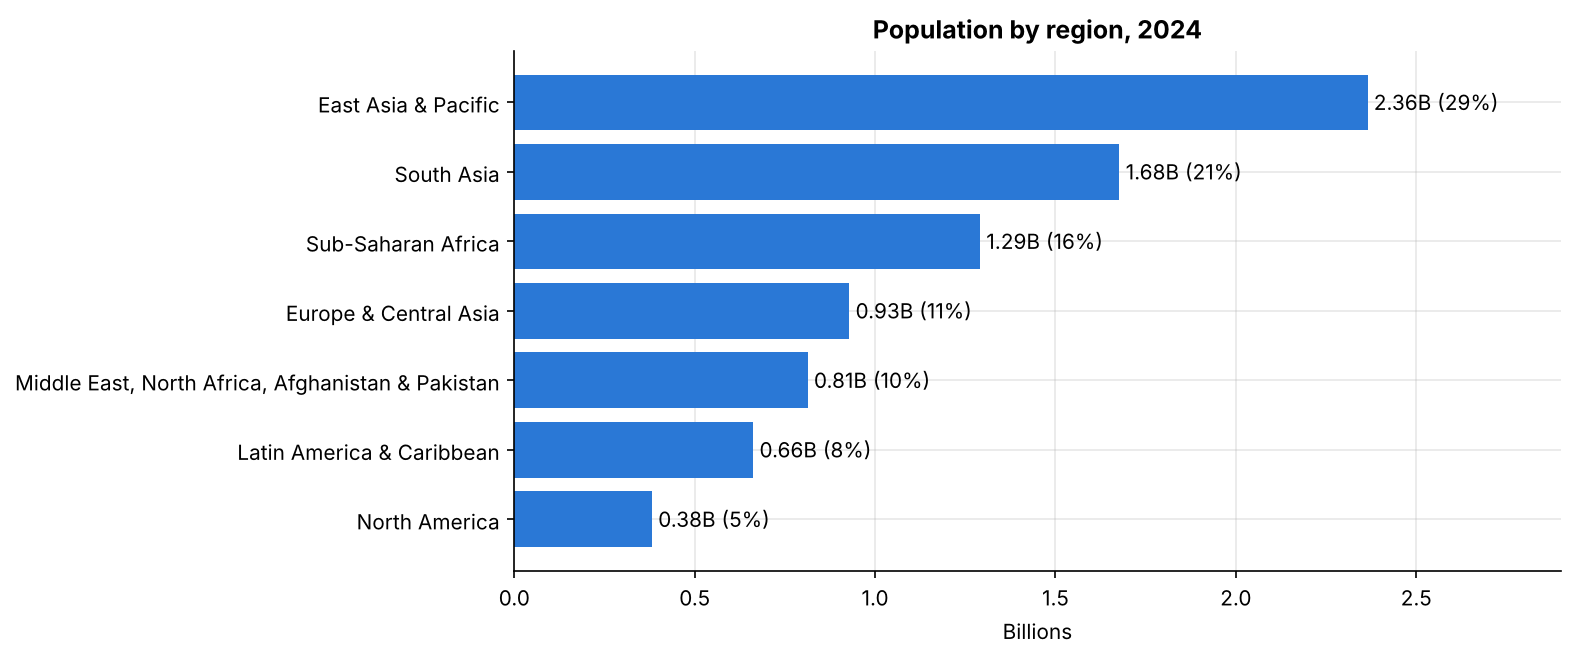 Population by region, 2024
East Asia & Pacific
2.36B (29%)
South Asia
1.68B (21%)
Sub-Saharan Africa
1.29B (16%)
Europe & Central Asia
0.93B (11%)
Middle East, North Africa, Afghanistan & Pakistan
0.81B (10%)
Latin America & Caribbean
0.66B (8%)
North America
0.38B (5%)
0.0 0.5 1.0 1.5 2.0 2.5
Billions